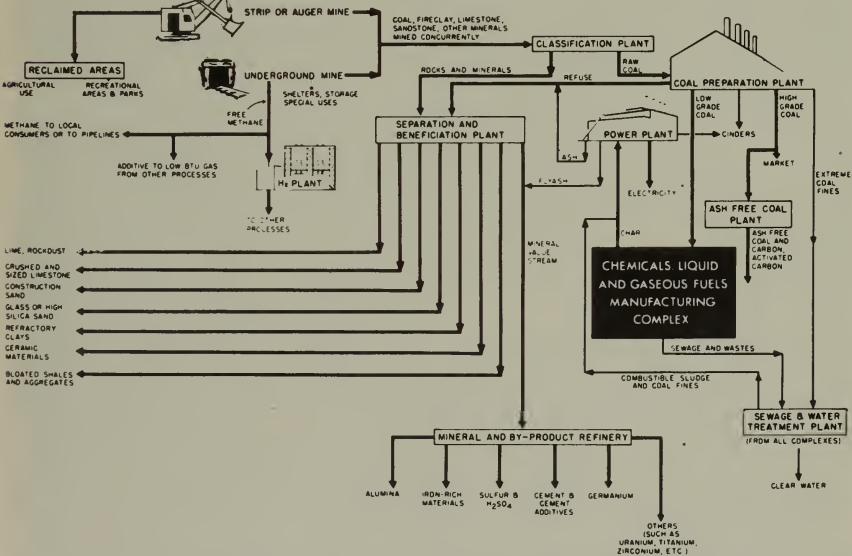 STRIP OR AUGER MINE
COAL, FIRECLAY, LIMESTONE,
SANDSTONE, OTHER MINERALS
MINED CONCURRENTLY
CLASSIFICATION PLANT
RECLAIMED AREAS
AGRICULTURAL
USE
RECREATIONAL
AREAS & PARKS
UNDERGROUND MINE
SHELTERS, STORAGE
SPECIAL USES
ROCKS AND MINERALS
RAW
COAL
REFUSE
COAL PREPARATION PLANT
FREE
METHANE
METHANE TO LOCAL
CONSUMERS OR TO PIPELINES
ADDITIVE TO LOW BTU GAS
FROM OTHER PROCESSES
H2 PLANT
TO OTHER
PROCESSES
SEPARATION AND
BENEFICIATION PLANT
POWER PLANT
LOW
GRADE
COAL
HIGH
GRADE
COAL
CINDERS
ASH
FLYASH
ELECTRICITY
MARKET
EXTREME
COAL
FINES
ASH FREE COAL
PLANT
ASH FREE
COAL AND
CARBON,
ACTIVATED
CARBON
CHAR
MINERAL
VALUE
STREAM
LIME, ROCKDUST
CRUSHED AND
SIZED LIMESTONE
CONSTRUCTION
SAND
GLASS OR HIGH
SILICA SAND
REFRACTORY
CLAYS
CERAMIC
MATERIALS
BLOATED SHALES
AND AGGREGATES
CHEMICALS, LIQUID
AND GASEOUS FUELS
MANUFACTURING
COMPLEX
SEWAGE AND WASTES
COMBUSTIBLE SLUDGE
AND COAL FINES
SEWAGE & WATER
TREATMENT PLANT
(FROM ALL COMPLEXES)
CLEAR WATER
MINERAL AND BY-PRODUCT REFINERY
ALUMINA
IRON-RICH
MATERIALS
SULFUR &
H2SO4
CEMENT &
CEMENT
ADDITIVES
GERMANIUM
OTHERS
(SUCH AS
URANIUM, TITANIUM,
ZIRCONIUM, ETC.)